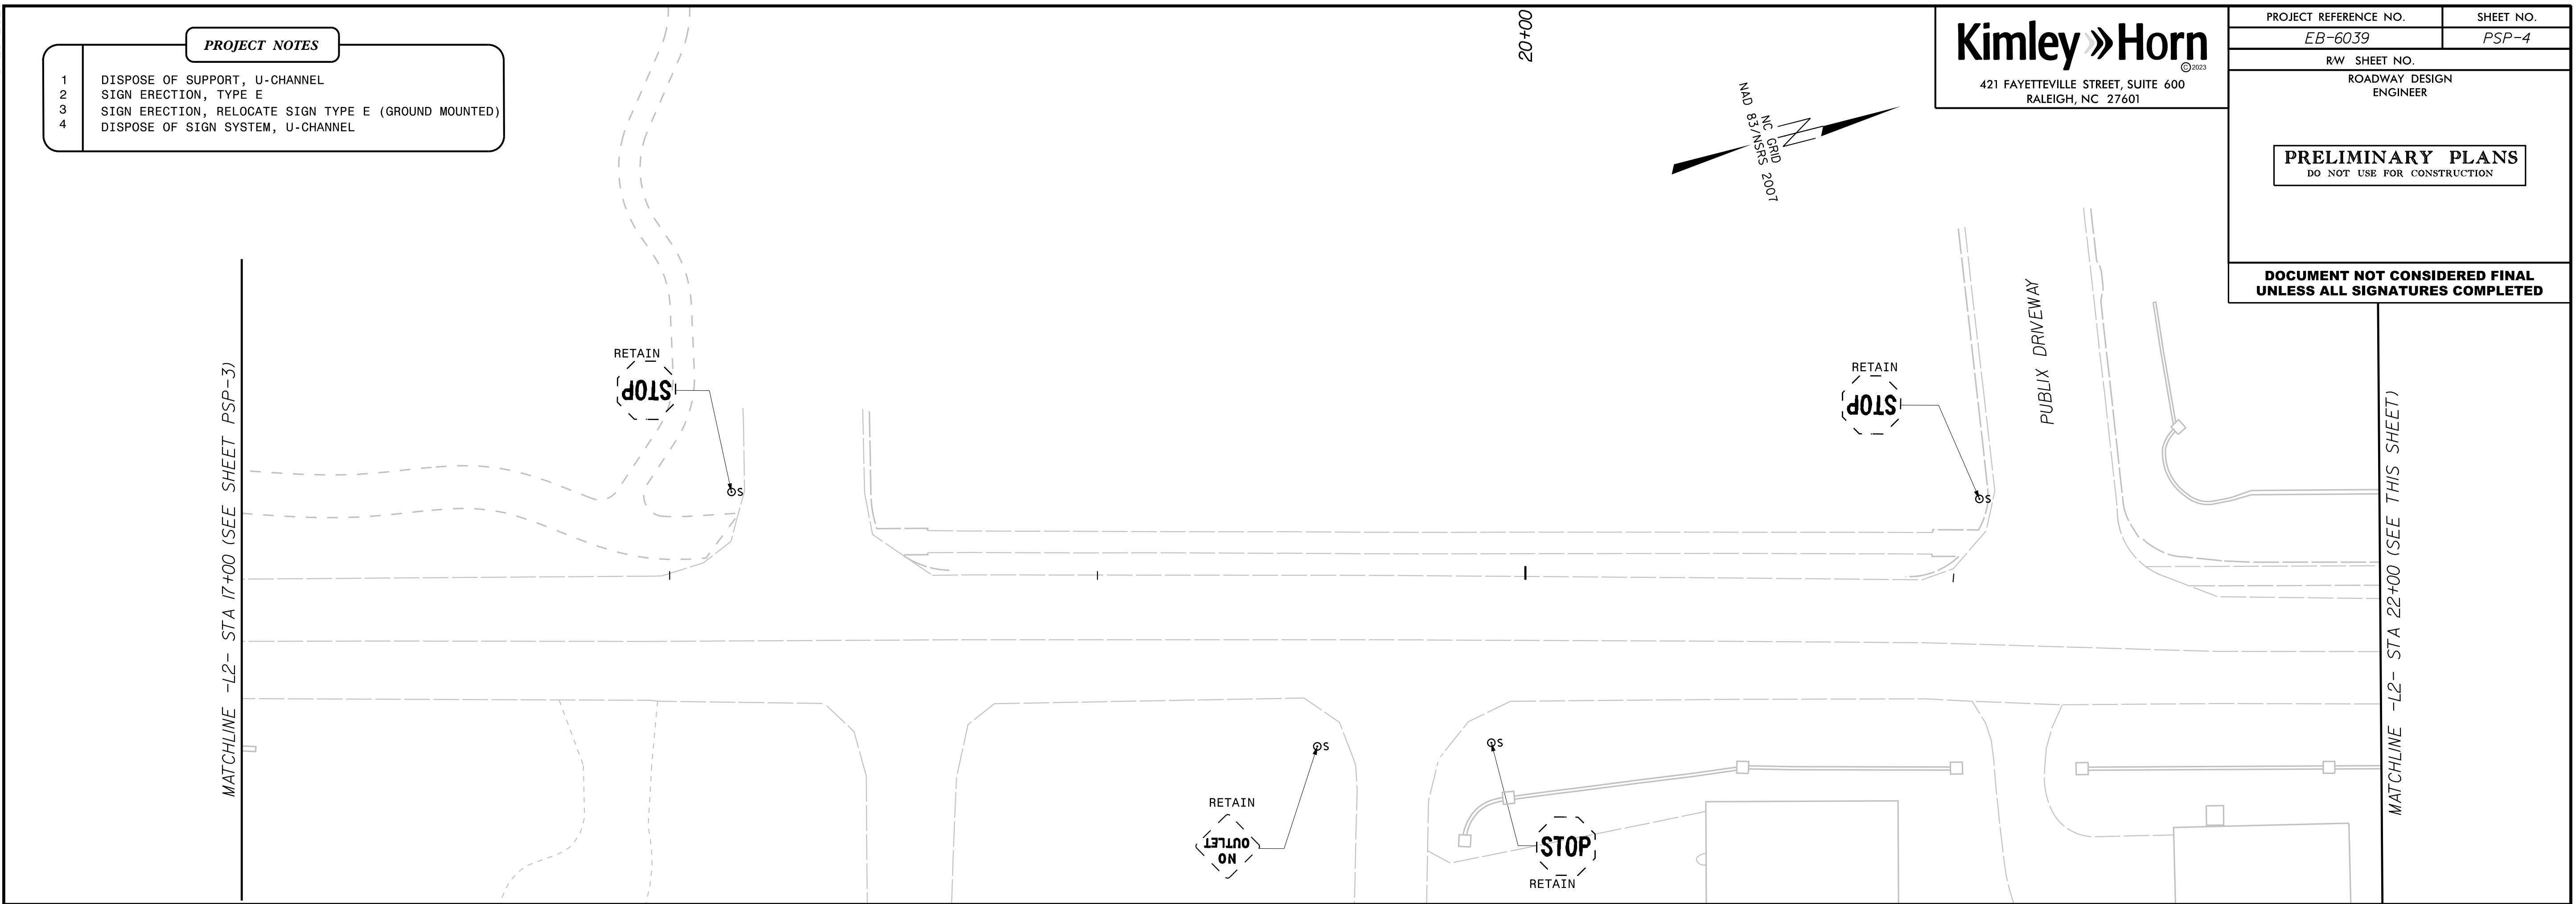 PROJECT NOTES
1 DISPOSE OF SUPPORT, U-CHANNEL
2 SIGN ERECTION, TYPE E
3 SIGN ERECTION, RELOCATE SIGN TYPE E (GROUND MOUNTED)
4 DISPOSE OF SIGN SYSTEM, U-CHANNEL
20+00
NAD 83/NSRS 2007
NC GRID
Kimley»Horn
© 2023
421 FAYETTEVILLE STREET, SUITE 600
RALEIGH, NC 27601
PROJECT REFERENCE NO.
SHEET NO.
EB-6039
PSP-4
R/W SHEET NO.
ROADWAY DESIGN
ENGINEER
PRELIMINARY PLANS
DO NOT USE FOR CONSTRUCTION
DOCUMENT NOT CONSIDERED FINAL
UNLESS ALL SIGNATURES COMPLETED
MATCHLINE -L2- STA 17+00 (SEE SHEET PSP-3)
RETAIN
STOP
S
RETAIN
STOP
S
PUBLIX DRIVEWAY
MATCHLINE -L2- STA 22+00 (SEE THIS SHEET)
S
RETAIN
NO
OUTLET
S
STOP
RETAIN